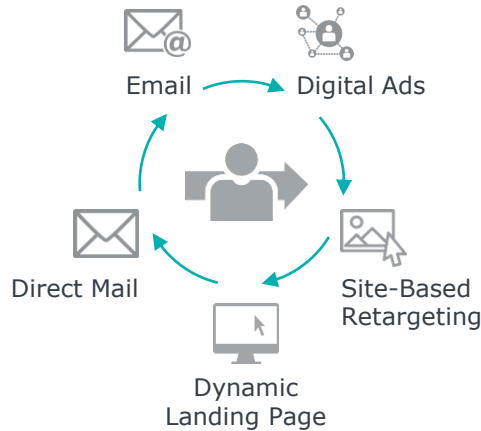 Email
Digital Ads
Direct Mail
Site-Based
Retargeting
Dynamic
Landing Page